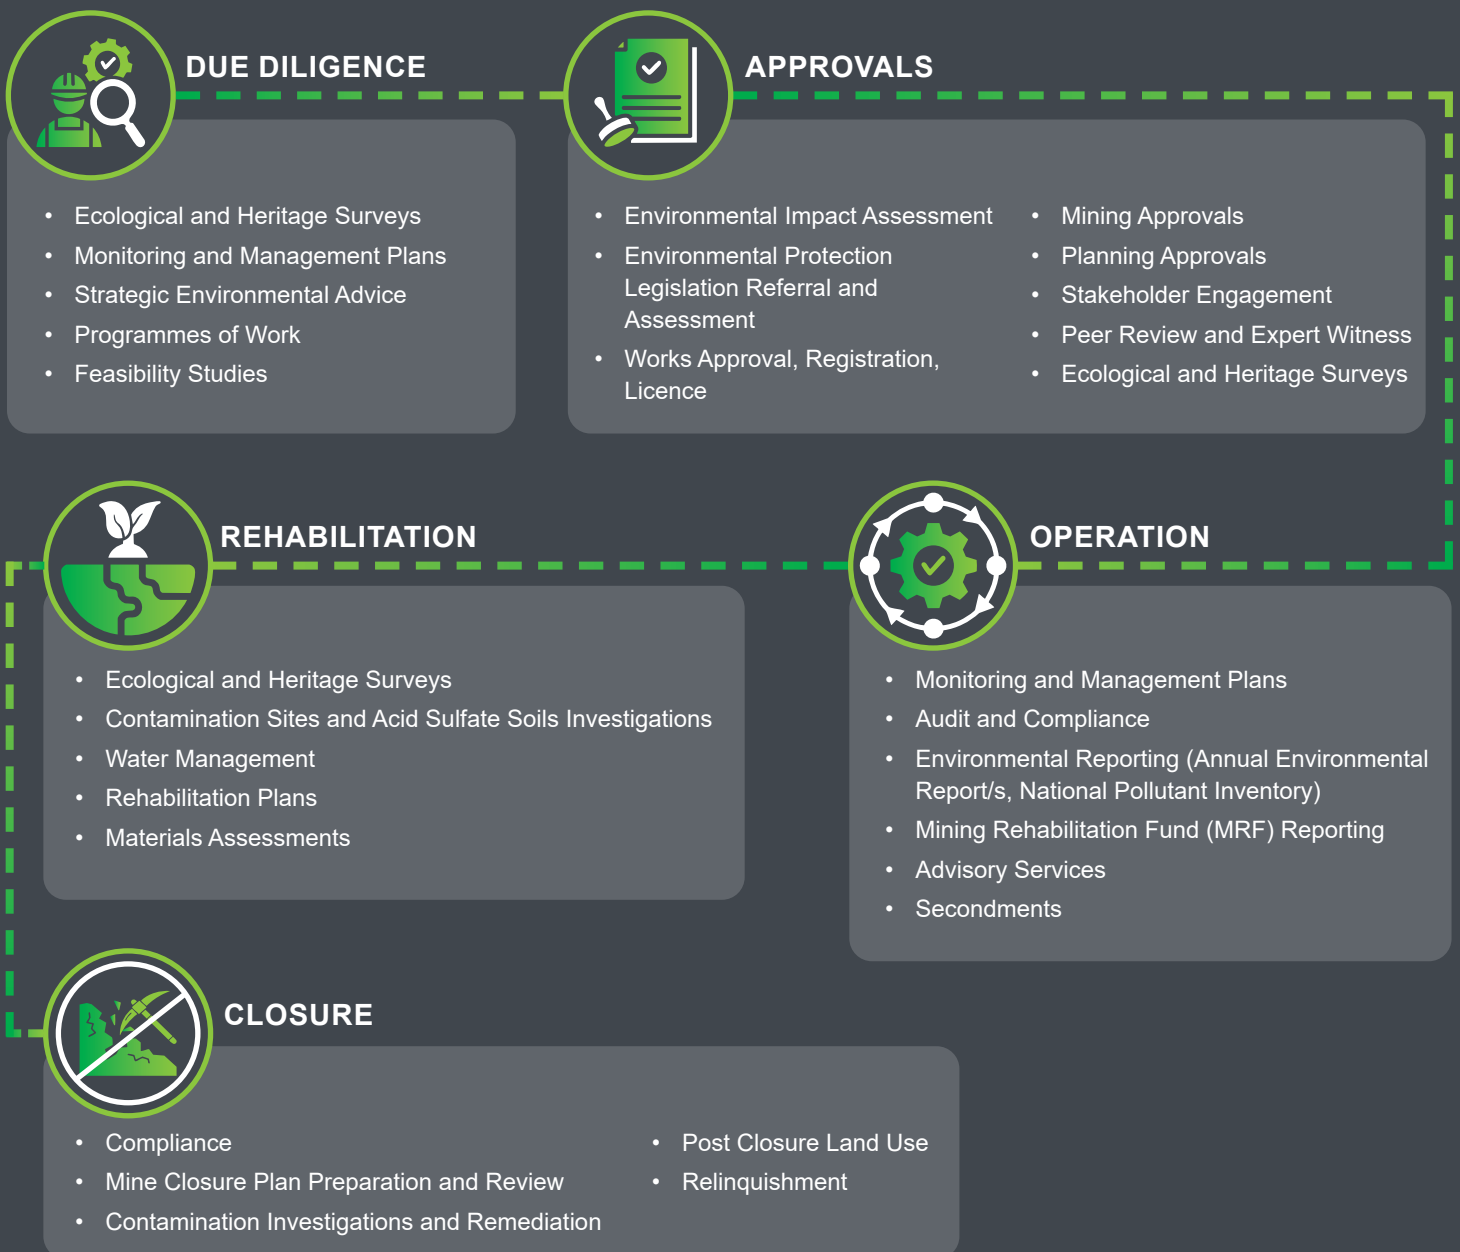 DUE DILIGENCE
• Ecological and Heritage Surveys
• Monitoring and Management Plans
• Strategic Environmental Advice
• Programmes of Work
• Feasibility Studies
APPROVALS
• Environmental Impact Assessment
• Environmental Protection
Legislation Referral and
Assessment
• Works Approval, Registration,
Licence
• Mining Approvals
• Planning Approvals
• Stakeholder Engagement
• Peer Review and Expert Witness
• Ecological and Heritage Surveys
OPERATION
• Monitoring and Management Plans
• Audit and Compliance
• Environmental Reporting (Annual Environmental
Report/s, National Pollutant Inventory)
• Mining Rehabilitation Fund (MRF) Reporting
• Advisory Services
• Secondments
REHABILITATION
• Ecological and Heritage Surveys
• Contamination Sites and Acid Sulfate Soils Investigations
• Water Management
• Rehabilitation Plans
• Materials Assessments
CLOSURE
• Compliance
• Mine Closure Plan Preparation and Review
• Contamination Investigations and Remediation
• Post Closure Land Use
• Relinquishment